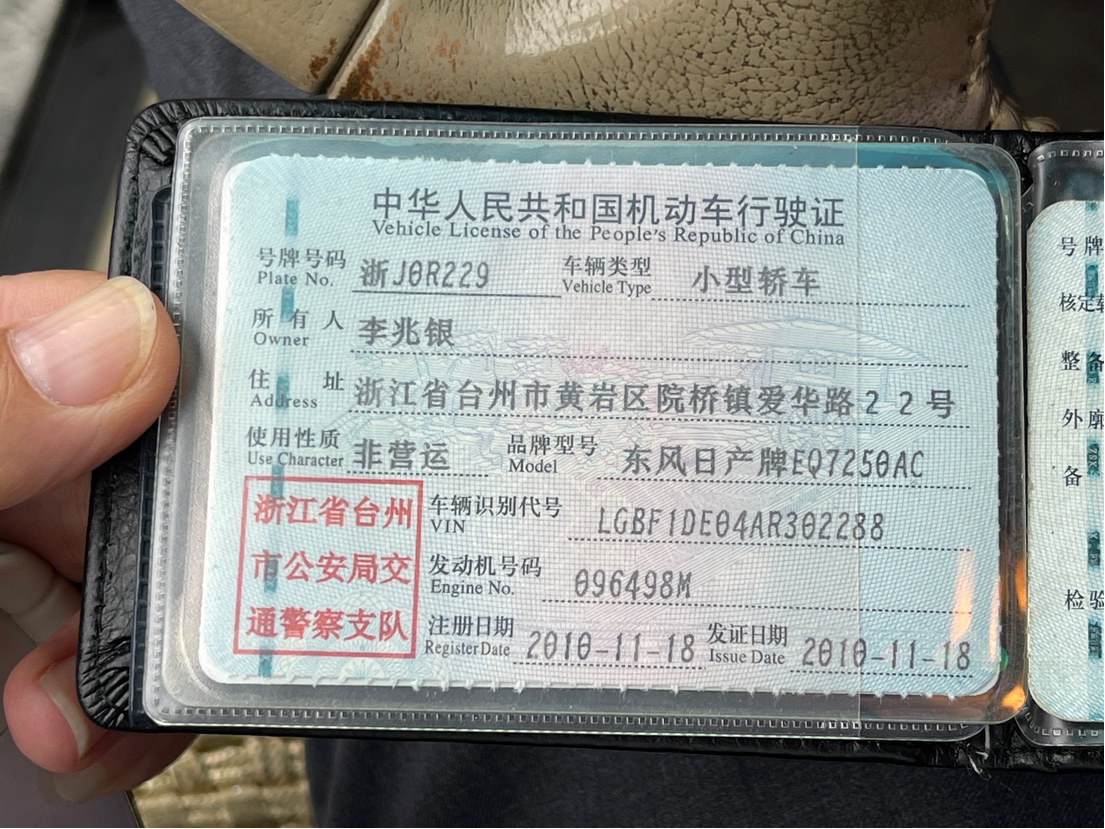 中华人民共和国机动车行驶证
Vehicle License of the People's Republic of China
号牌号码 浙J0R229 车辆类型 小型轿车
Plate No. Vehicle Type
所有人 李兆银
Owner
住址 浙江省台州市黄岩区院桥镇爱华路22号
Address
使用性质 非营运 品牌型号 东风日产牌EQ7250AC
Use Character Model
浙江省台州
市公安局交
通警察支队
车辆识别代号 LGBF1DE04AR302288
VIN
发动机号码 096498M
Engine No.
注册日期 2010-11-18 发证日期 2010-11-18
Register Date Issue Date
号牌
核定载
整备
外廓
备
检验